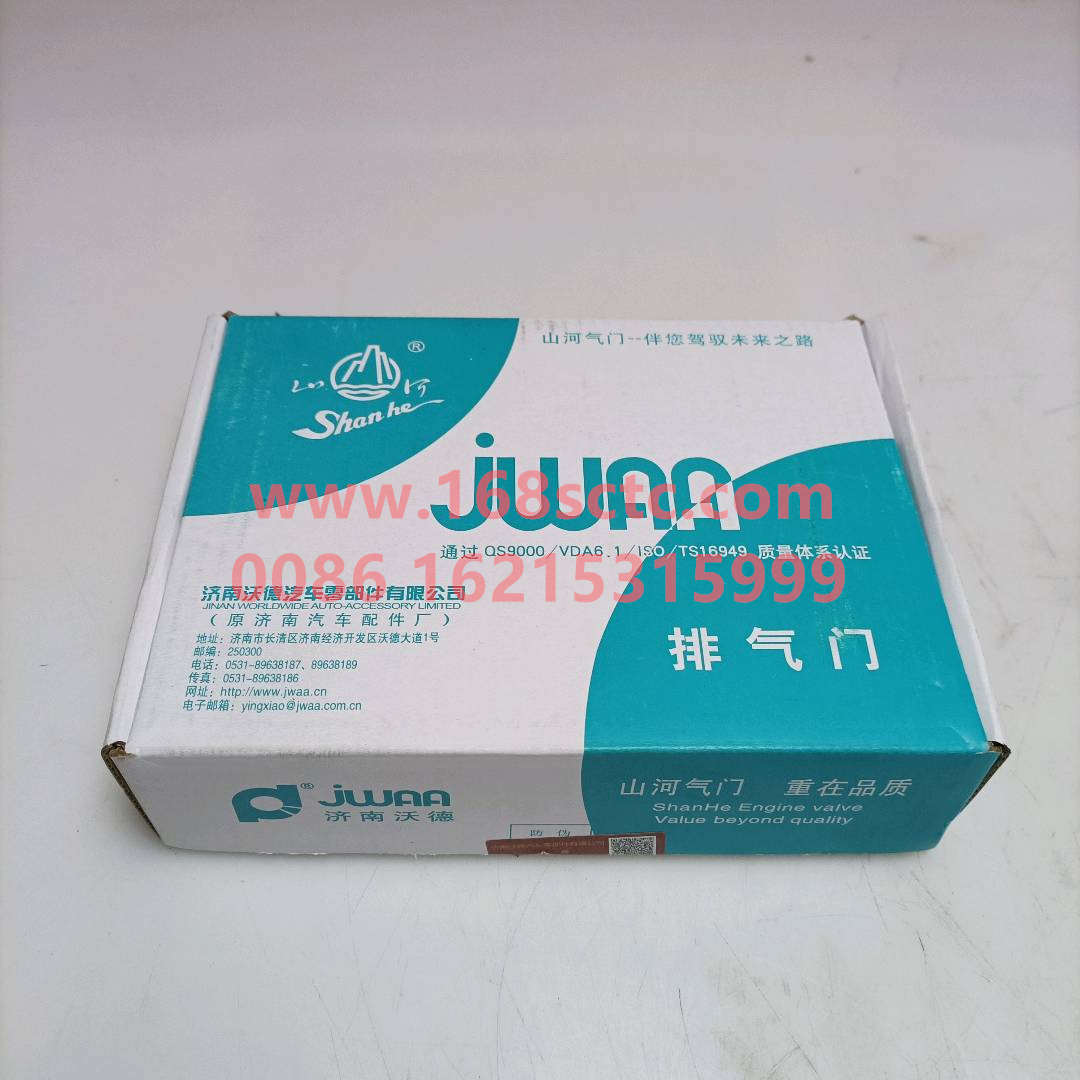 山河气门--伴您驾驭未来之路
山河®
Shanhe
jwaa
www.168sctc.com
通过QS9000/VDA6.1/ISO/TS16949 质量体系认证
0086 16215315999
济南沃德汽车零部件有限公司
JINAN WORLDWIDE AUTO-ACCESSORY LIMITED
(原济南汽车配件厂)
地址：济南市长清区济南经济开发区沃德大道1号
邮编：250300
电话：0531-89638187、89638189
传真：0531-89638186
网址：http://www.jwaa.cn
电子邮箱：yingxiao@jwaa.com.cn
排气门
® jwaa
济南沃德
山河气门 重在品质
ShanHe Engine valve
Value beyond quality
防伪